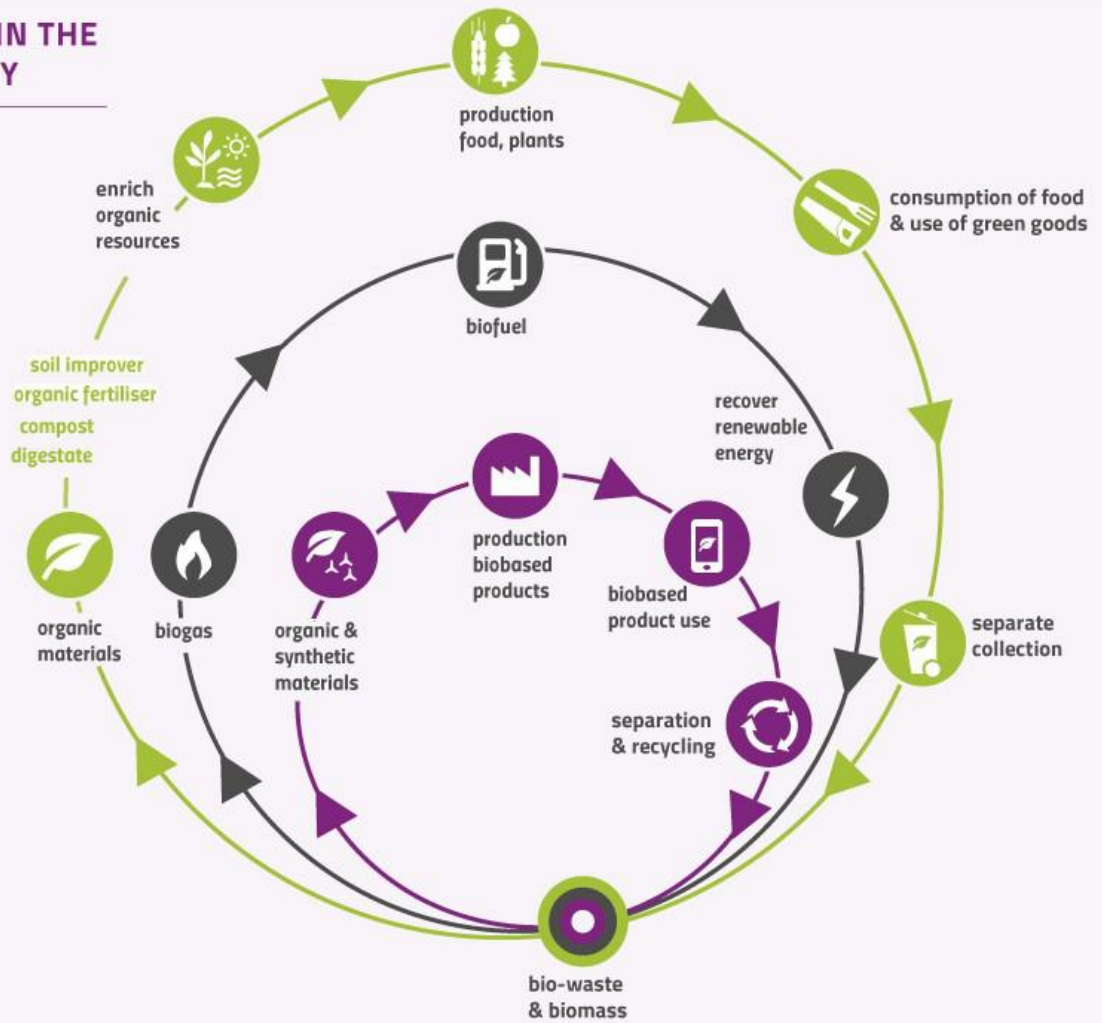 IN THE
Y
production
food, plants
enrich
organic
resources
consumption of food
& use of green goods
biofuel
soil improver
organic fertiliser
compost
digestate
recover
renewable
energy
production
biobased
products
biobased
product use
organic
materials
biogas
organic &
synthetic
materials
separate
collection
separation
& recycling
bio-waste
& biomass